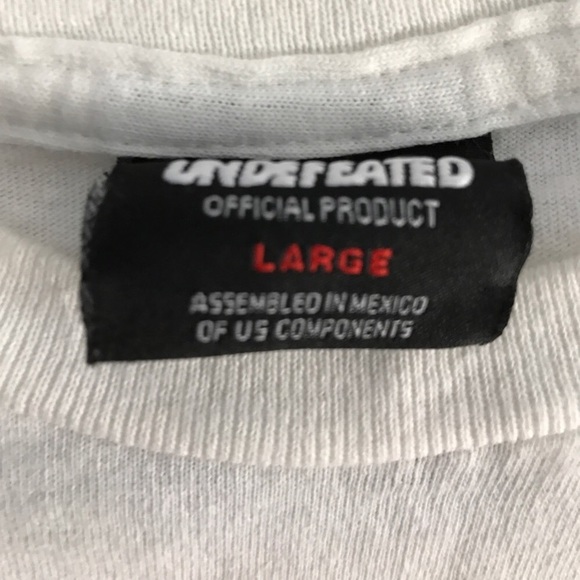 UNDEFEATED
OFFICIAL PRODUCT
LARGE
ASSEMBLED IN MEXICO
OF US COMPONENTS